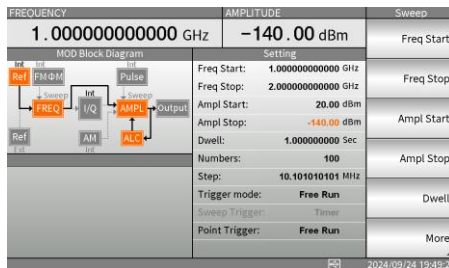 FREQUENCY
AMPLITUDE
Sweep
1.000000000000 GHz
-140.00 dBm
Freq Start
MOD Block Diagram
Setting
Int
Int
Int
Ref
FMΦM
Pulse
Sweep
Int
Sweep
FREQ
I/Q
AMPL
Output
Ref
AM
ALC
Ext
Int
Freq Start: 1.000000000000 GHz
Freq Stop: 2.000000000000 GHz
Ampl Start: 20.00 dBm
Ampl Stop: -140.00 dBm
Dwell: 1.000000000 Sec
Numbers: 100
Step: 10.101010101 MHz
Trigger mode: Free Run
Sweep Trigger: Timer
Point Trigger: Free Run
Freq Stop
Ampl Start
Ampl Stop
Dwell
More
2024/09/24 19:49:2